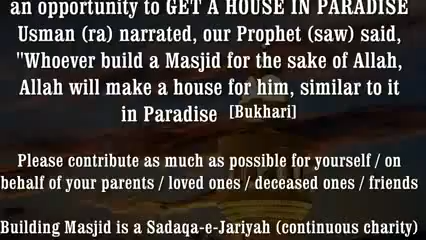 an opportunity to GET A HOUSE IN PARADISE
Usman (ra) narrated, our Prophet (saw) said,
"Whoever build a Masjid for the sake of Allah,
Allah will make a house for him, similar to it
in Paradise [Bukhari]
Please contribute as much as possible for yourself / on
behalf of your parents / loved ones / deceased ones / friends
Building Masjid is a Sadaqa-e-Jariyah (continuous charity)